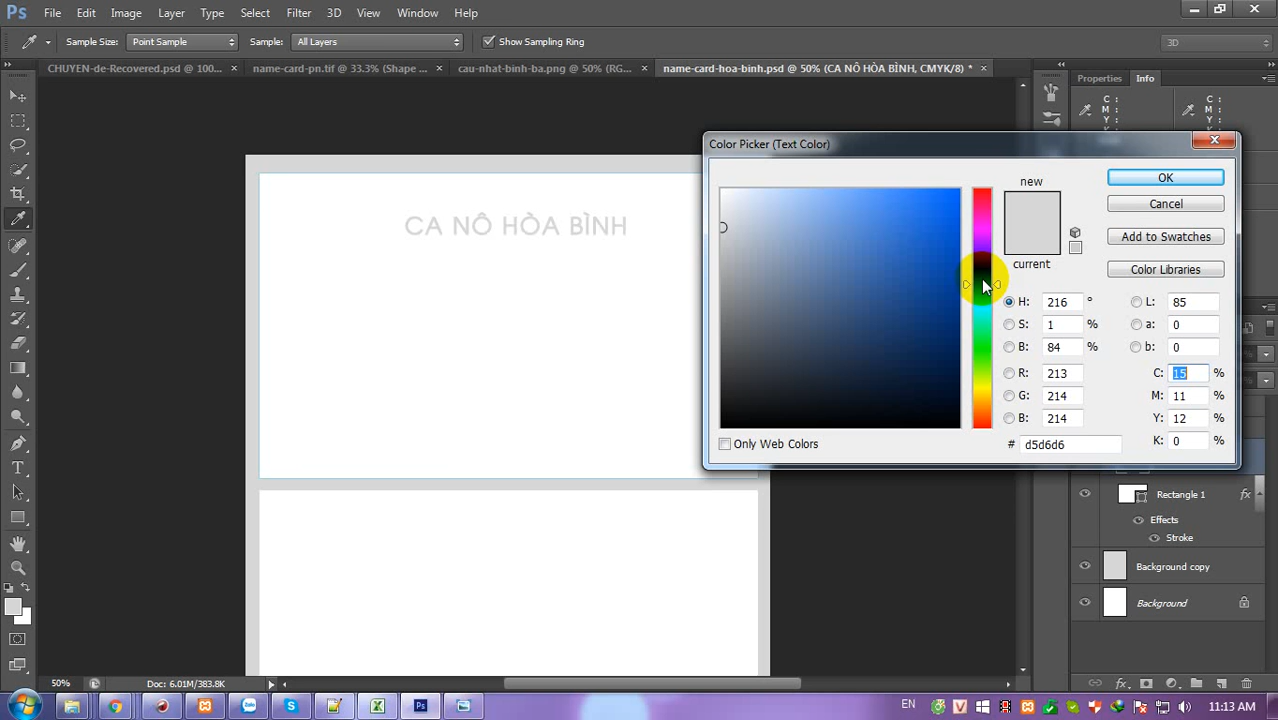 Ps File Edit Image Layer Type Select Filter 3D View Window Help
Sample Size: Point Sample Sample: All Layers Show Sampling Ring 3D
CHUYEN-de-Recovered.psd @ 100... × name-card-pn.tif @ 33.3% (Shape ... × cau-nhat-binh-ba.png @ 50% (RG... × name-card-hoa-binh.psd @ 50% (CA NÔ HÒA BÌNH, CMYK/8) * × Properties Info
C: C:
M: M:
Y: Y:
Color Picker (Text Color)
new OK
CA NÔ HÒA BÌNH
Cancel
Add to Swatches
current Color Libraries
H: 216 ° L: 85
S: 1 % a: 0
B: 84 % b: 0
R: 213 C: 15 %
G: 214 M: 11 %
B: 214 Y: 12 %
Only Web Colors # d5d6d6 K: 0 %
Rectangle 1 fx
Effects
Stroke
Background copy
Background
50% Doc: 6.01M/383.8K
fx
Zalo S Ps EN V 11:13 AM